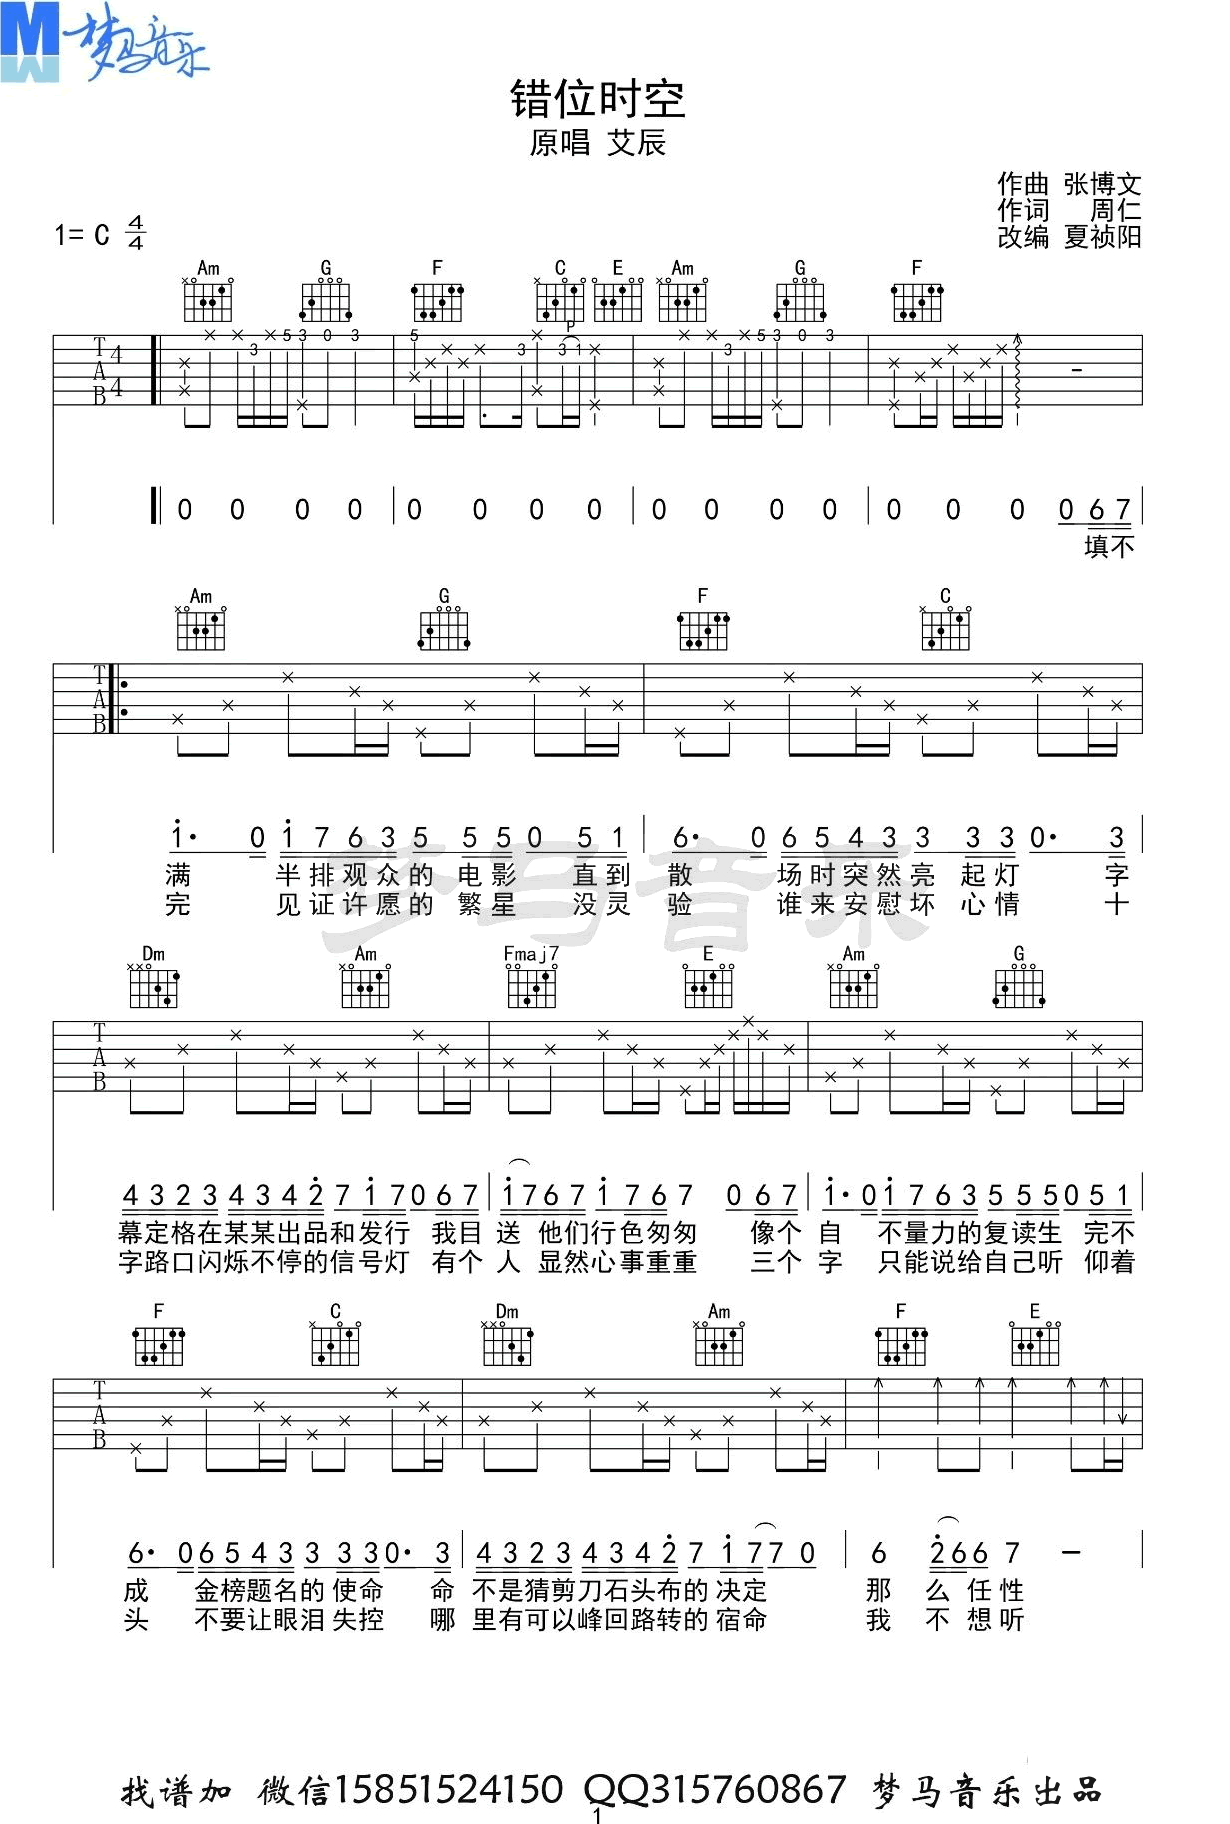 M 梦马音乐
错位时空
原唱 艾辰
作曲 张博文
作词 周仁
改编 夏祯阳
1= C 4/4
Am G F C E Am G F
T A B 4/4 3 5 3 0 3 5 3 P 3 1 3 5 3 0 3 -
0 0 0 0 0 0 0 0 0 0 0 0 0 0 0 0 6 7
填不
Am G F C
T A B
1· 0 1 7 6 3 5 5 5 0 5 1 6· 0 6 5 4 3 3 3 3 0· 3
满 半排观众的 电影 直到 散 场时突然亮 起灯 字
完 见证许愿的 繁星 没灵 验 谁来安慰坏 心情 十
梦马音乐
Dm Am Fmaj7 E Am G
T A B
4 3 2 3 4 3 4 2 7 1 7 0 6 7 1 7 6 7 1 7 6 7 0 6 7 1· 0 1 7 6 3 5 5 5 0 5 1
幕定格在某某出品和发行 我目 送 他们行色匆匆 像个 自 不量力的复读生 完不
字路口闪烁不停的信号灯 有个 人 显然心事重重 三个 字 只能说给自己听 仰着
F C Dm Am F E
T A B
6· 0 6 5 4 3 3 3 3 0· 3 4 3 2 3 4 3 4 2 7 1 7 7 0 6 2 6 6 7 —
成 金榜题名的 使命 命 不是猜剪刀石头布的 决定 那 么 任性
头 不要让眼泪 失控 哪 里有可以峰回路转的 宿命 我 不 想听
找谱加 微信15851524150 QQ315760867 梦马音乐出品
1